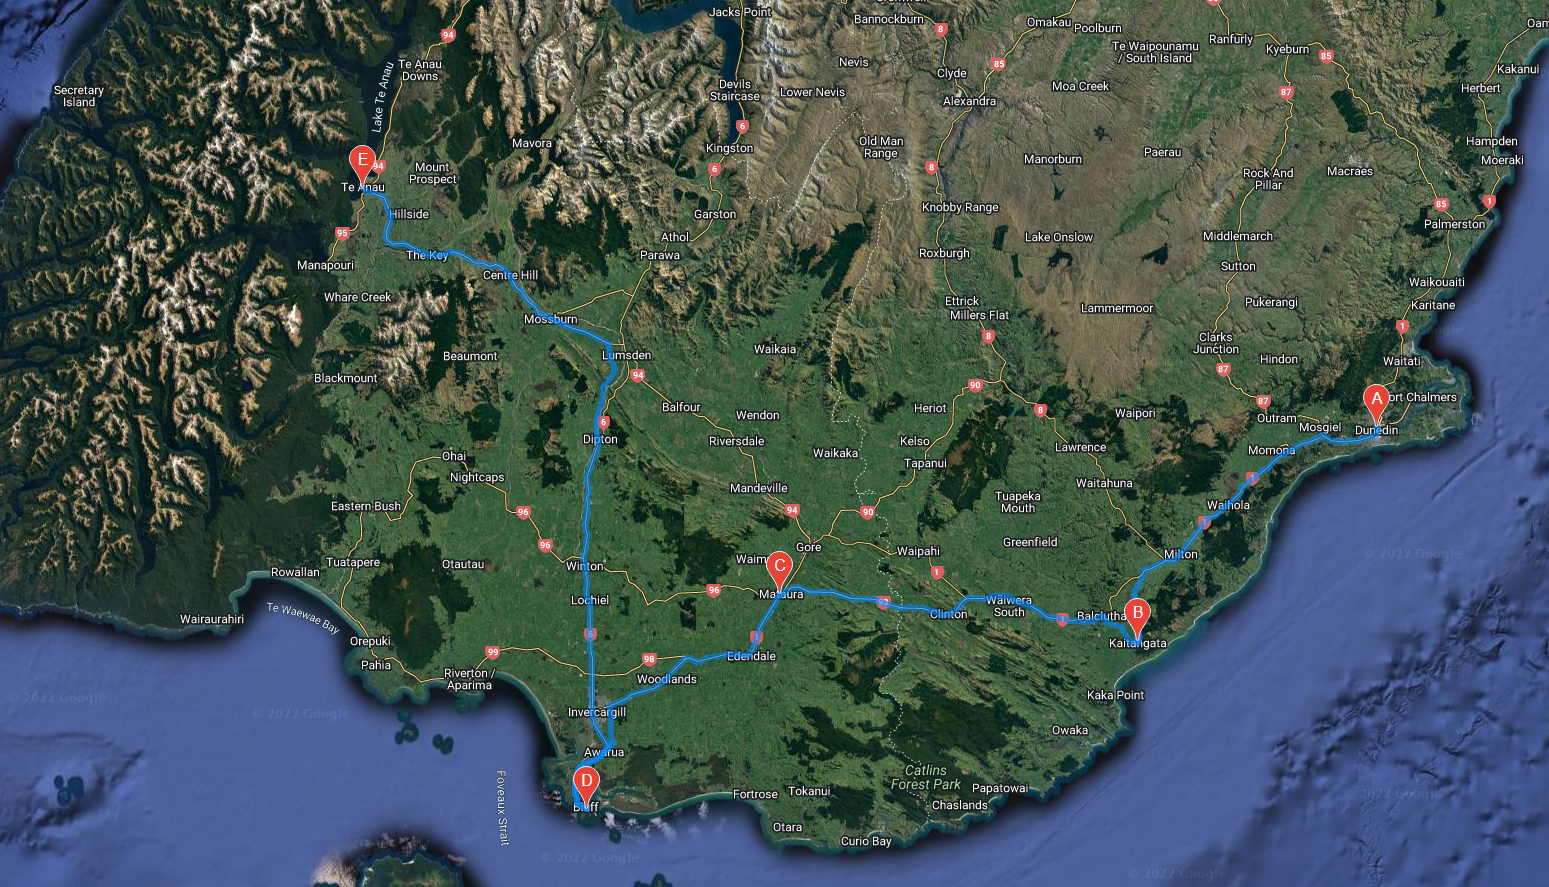 Jacks Point
Bannockburn
8
Omakau
Poolburn
Ranfurly
94
Te Anau
Downs
Te Waipounamu
/ South Island
Kyeburn
85
Nevis
85
Clyde
Kakanui
Secretary
Island
Lake Te Anau
Devils
Staircase
Lower Nevis
Moa Creek
87
Herbert
Alexandra
6
Mavora
Kingston
Old Man
Range
Hampden
Manorburn
Paerau
Moeraki
E
94
Mount
Prospect
6
8
Rock And
Pillar
Macraes
Te Anau
85
1
Hillside
Garston
Knobby Range
Palmerston
95
Athol
Lake Onslow
Middlemarch
Manapouri
The Key
Parawa
Roxburgh
Sutton
Centre Hill
Waikouaiti
Whare Creek
Ettrick
Millers Flat
Lammermoor
Pukerangi
Karitane
Mossburn
1
8
Clarks
Junction
Beaumont
Lumsden
Waikaia
Hindon
Waitati
Blackmount
94
90
87
A
Port Chalmers
87
Balfour
Wendon
Heriot
8
Waipori
Outram
Mosgiel
Dunedin
6
Dipton
Riversdale
Kelso
Lawrence
Momona
Ohai
Waikaka
Tapanui
Nightcaps
Mandeville
Waitahuna
1
Eastern Bush
96
94
90
Tuapeka
Mouth
Waihola
1
96
Gore
Waipahi
Greenfield
Milton
Tuatapere
Otautau
Winton
C
1
Rowallan
96
Mataura
Te Waewae Bay
Lochiel
93
Clinton
Waiwera
South
1
Balclutha
B
Wairaurahiri
6
1
Orepuki
99
98
Edendale
Kaitangata
Pahia
Riverton /
Aparima
Woodlands
Kaka Point
© 2022 Google
© 2022 Google
Invercargill
Owaka
Awarua
D
Catlins
Forest Park
Foveaux Strait
Bluff
Fortrose
Tokanui
Papatowai
Chaslands
Otara
Curio Bay
© 2022 Google
© 2022 Google
© 2022 Google